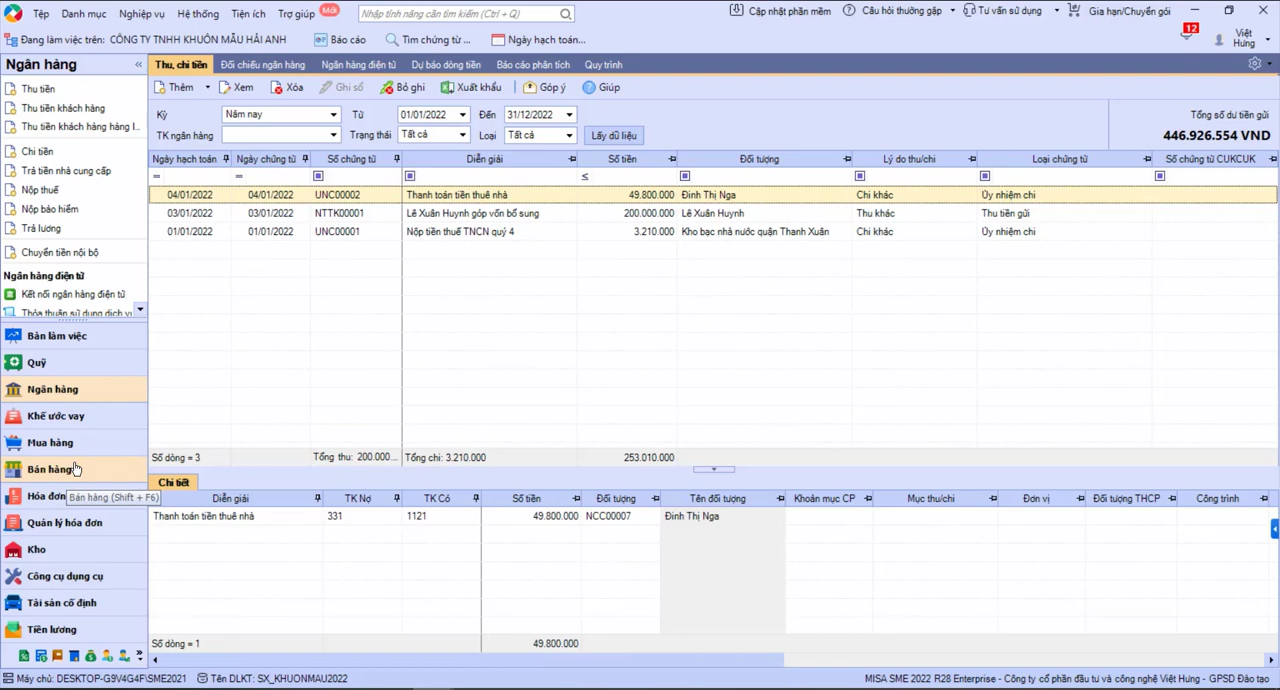 Tệp Danh mục Nghiệp vụ Hệ thống Tiện ích Trợ giúp Mới Nhập tính năng cần tìm kiếm (Ctrl + Q) Cập nhật phần mềm Câu hỏi thường gặp Tư vấn sử dụng Gia hạn/Chuyển gói
Đang làm việc trên: CÔNG TY TNHH KHUÔN MẪU HẢI ANH Báo cáo Tìm chứng từ ... Ngày hạch toán... 12 Việt Hưng
Ngân hàng «
Thu tiền
Thu tiền khách hàng
Thu tiền khách hàng hàng l...
Chi tiền
Trả tiền nhà cung cấp
Nộp thuế
Nộp bảo hiểm
Trả lương
Chuyển tiền nội bộ
Ngân hàng điện tử
Kết nối ngân hàng điện tử
Thỏa thuận sử dụng dịch vụ
Bàn làm việc
Quỹ
Ngân hàng
Khế ước vay
Mua hàng
Bán hàng
Hóa đơn Bán hàng (Shift + F6)
Quản lý hóa đơn
Kho
Công cụ dụng cụ
Tài sản cố định
Tiền lương
Thu, chi tiền Đối chiếu ngân hàng Ngân hàng điện tử Dự báo dòng tiền Báo cáo phân tích Quy trình
Thêm Xem Xóa Ghi sổ Bỏ ghi Xuất khẩu Góp ý Giúp
Kỳ Năm nay Từ 01/01/2022 Đến 31/12/2022 Tổng số dư tiền gửi
TK ngân hàng Trạng thái Tất cả Loại Tất cả Lấy dữ liệu 446.926.554 VND
Ngày hạch toán Ngày chứng từ Số chứng từ Diễn giải Số tiền Đối tượng Lý do thu/chi Loại chứng từ Số chứng từ CUKCUK
= = ≤
04/01/2022 04/01/2022 UNC00002 Thanh toán tiền thuê nhà 49.800.000 Đinh Thị Nga Chi khác Ủy nhiệm chi
03/01/2022 03/01/2022 NTTK00001 Lê Xuân Huynh góp vốn bổ sung 200.000.000 Lê Xuân Huynh Thu khác Thu tiền gửi
01/01/2022 01/01/2022 UNC00001 Nộp tiền thuế TNCN quý 4 3.210.000 Kho bạc nhà nước quận Thanh Xuân Chi khác Ủy nhiệm chi
Số dòng = 3 Tổng thu: 200.000... Tổng chi: 3.210.000 253.010.000
Chi tiết
Diễn giải TK Nợ TK Có Số tiền Đối tượng Tên đối tượng Khoản mục CP Mục thu/chi Đơn vị Đối tượng THCP Công trình
Thanh toán tiền thuê nhà 331 1121 49.800.000 NCC00007 Đinh Thị Nga
Số dòng = 1 49.800.000
Máy chủ: DESKTOP-G9V4G4F\SME2021 Tên DLKT: SX_KHUONMAU2022 MISA SME 2022 R28 Enterprise - Công ty cổ phần đầu tư và công nghệ Việt Hưng - GPSD Đào tạo